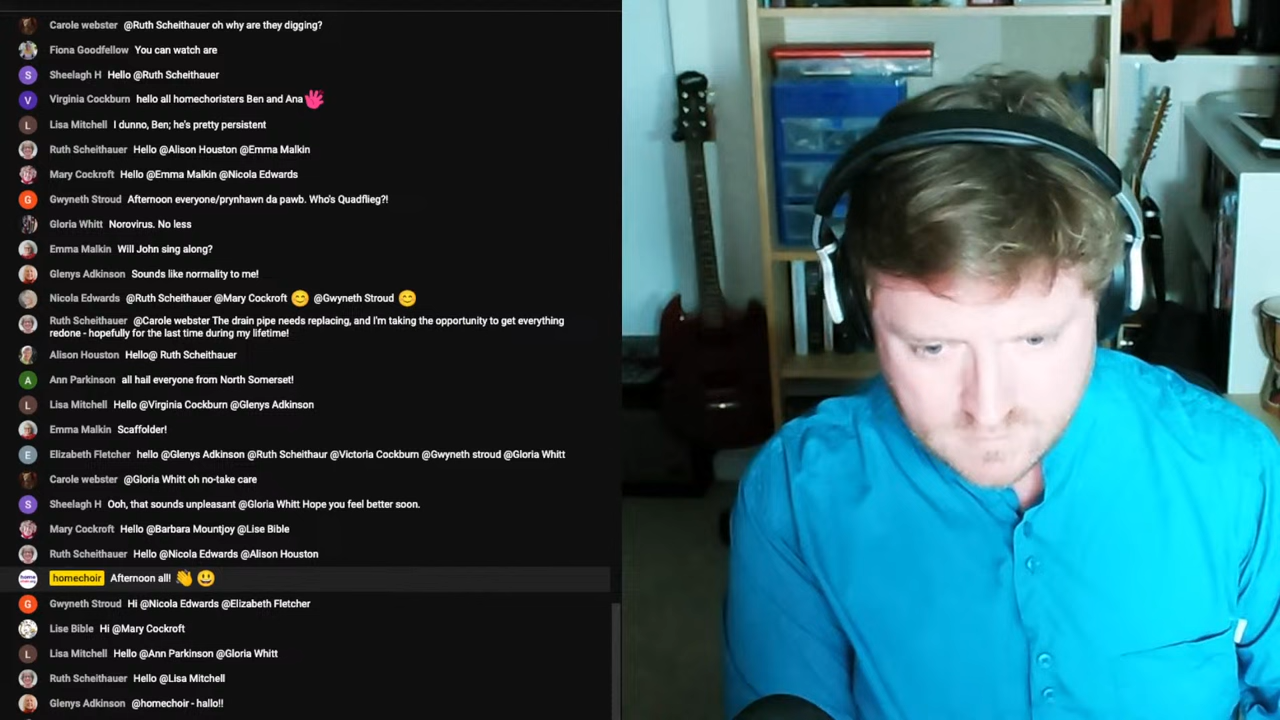 Carole webster @Ruth Scheithauer oh why are they digging?
Fiona Goodfellow You can watch are
S Sheelagh H Hello @Ruth Scheithauer
V Virginia Cockburn hello all homechoristers Ben and Ana
L Lisa Mitchell I dunno, Ben; he's pretty persistent
Ruth Scheithauer Hello @Alison Houston @Emma Malkin
Mary Cockroft Hello @Emma Malkin @Nicola Edwards
G Gwyneth Stroud Afternoon everyone/prynhawn da pawb. Who's Quadflieg?!
Gloria Whitt Norovirus. No less
Emma Malkin Will John sing along?
Glenys Adkinson Sounds like normality to me!
Nicola Edwards @Ruth Scheithauer @Mary Cockroft 😊 @Gwyneth Stroud 😊
Ruth Scheithauer @Carole webster The drain pipe needs replacing, and I'm taking the opportunity to get everything
redone - hopefully for the last time during my lifetime!
Alison Houston Hello@ Ruth Scheithauer
A Ann Parkinson all hail everyone from North Somerset!
L Lisa Mitchell Hello @Virginia Cockburn @Glenys Adkinson
Emma Malkin Scaffolder!
E Elizabeth Fletcher hello @Glenys Adkinson @Ruth Scheithaur @Victoria Cockburn @Gwyneth stroud @Gloria Whitt
Carole webster @Gloria Whitt oh no-take care
S Sheelagh H Ooh, that sounds unpleasant @Gloria Whitt Hope you feel better soon.
Mary Cockroft Hello @Barbara Mountjoy @Lise Bible
Ruth Scheithauer Hello @Nicola Edwards @Alison Houston
homechoir Afternoon all! 👋 😃
G Gwyneth Stroud Hi @Nicola Edwards @Elizabeth Fletcher
Lise Bible Hi @Mary Cockroft
L Lisa Mitchell Hello @Ann Parkinson @Gloria Whitt
Ruth Scheithauer Hello @Lisa Mitchell
Glenys Adkinson @homechoir - hallo!!